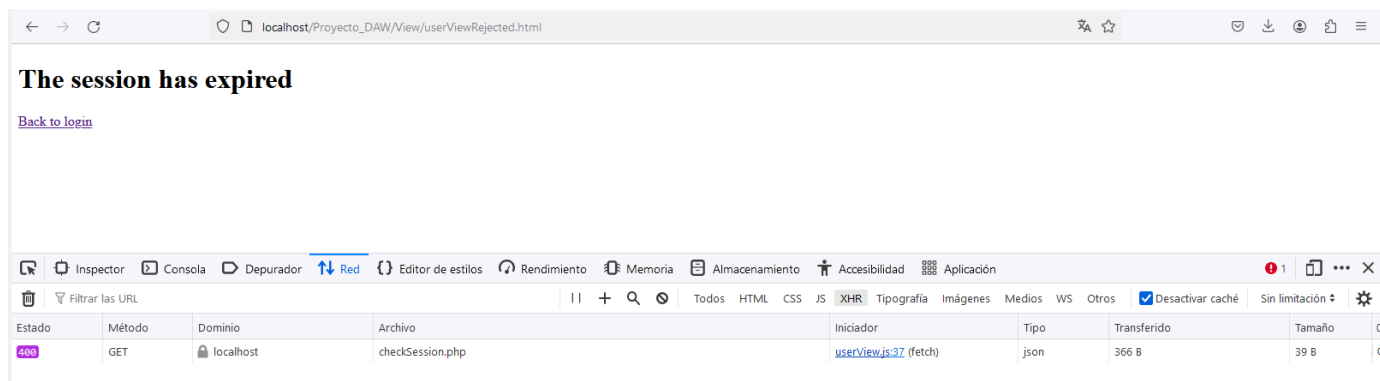 localhost/Proyecto_DAW/View/userViewRejected.html
The session has expired
Back to login
Inspector Consola Depurador Red Editor de estilos Rendimiento Memoria Almacenamiento Accesibilidad Aplicación 1
Filtrar las URL Todos HTML CSS JS XHR Tipografía Imágenes Medios WS Otros Desactivar caché Sin limitación
Estado Método Dominio Archivo Iniciador Tipo Transferido Tamaño
400 GET localhost checkSession.php userView.js:37 (fetch) json 366 B 39 B